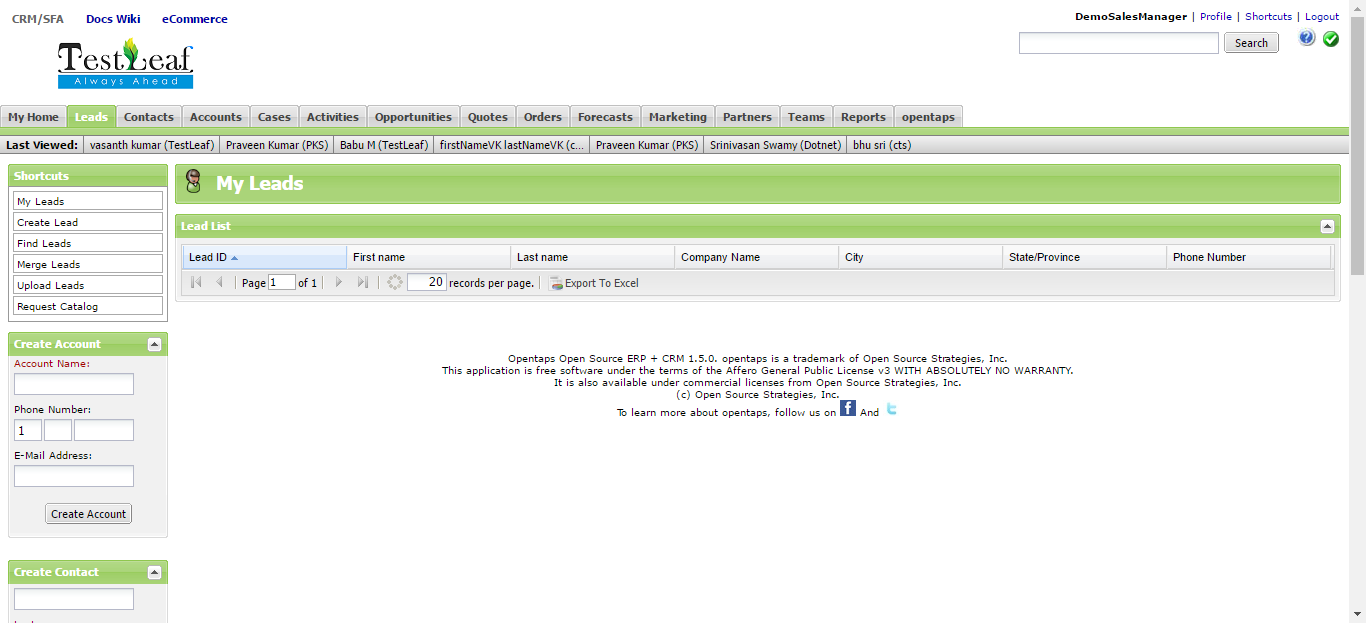 CRM/SFA Docs Wiki eCommerce
DemoSalesManager | Profile | Shortcuts | Logout
Search
TestLeaf
Always Ahead
My Home Leads Contacts Accounts Cases Activities Opportunities Quotes Orders Forecasts Marketing Partners Teams Reports opentaps
Last Viewed: vasanth kumar (TestLeaf) Praveen Kumar (PKS) Babu M (TestLeaf) firstNameVK lastNameVK (c... Praveen Kumar (PKS) Srinivasan Swamy (Dotnet) bhu sri (cts)
Shortcuts
My Leads
Create Lead
Find Leads
Merge Leads
Upload Leads
Request Catalog
Create Account
Account Name:
Phone Number:
1
E-Mail Address:
Create Account
Create Contact
My Leads
Lead List
Lead ID First name Last name Company Name City State/Province Phone Number
Page 1 of 1 20 records per page. Export To Excel
Opentaps Open Source ERP + CRM 1.5.0. opentaps is a trademark of Open Source Strategies, Inc.
This application is free software under the terms of the Affero General Public License v3 WITH ABSOLUTELY NO WARRANTY.
It is also available under commercial licenses from Open Source Strategies, Inc.
(c) Open Source Strategies, Inc.
To learn more about opentaps, follow us on f And t